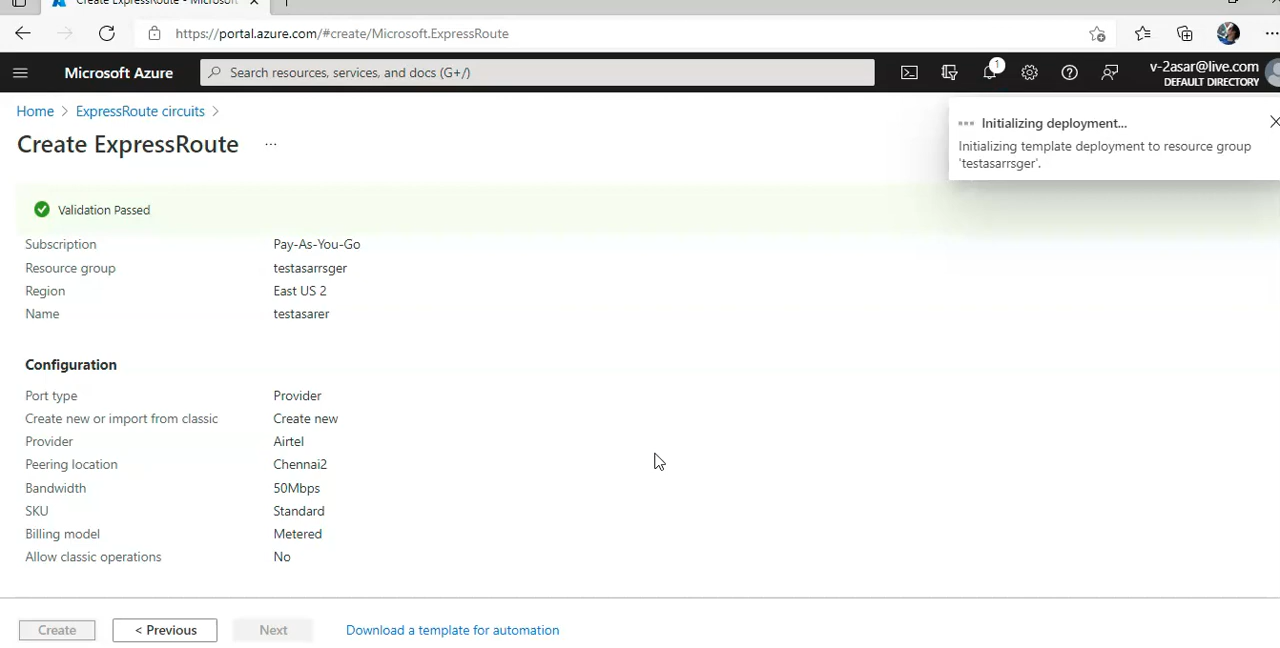 Create ExpressRoute - Microsoft
https://portal.azure.com/#create/Microsoft.ExpressRoute
Microsoft Azure
Search resources, services, and docs (G+/)
1
v-2asar@live.com
DEFAULT DIRECTORY
Home > ExpressRoute circuits >
Create ExpressRoute ...
Initializing deployment...
Initializing template deployment to resource group
'testasarrsger'.
Validation Passed
Subscription Pay-As-You-Go
Resource group testasarrsger
Region East US 2
Name testasarer
Configuration
Port type Provider
Create new or import from classic Create new
Provider Airtel
Peering location Chennai2
Bandwidth 50Mbps
SKU Standard
Billing model Metered
Allow classic operations No
Create < Previous Next Download a template for automation